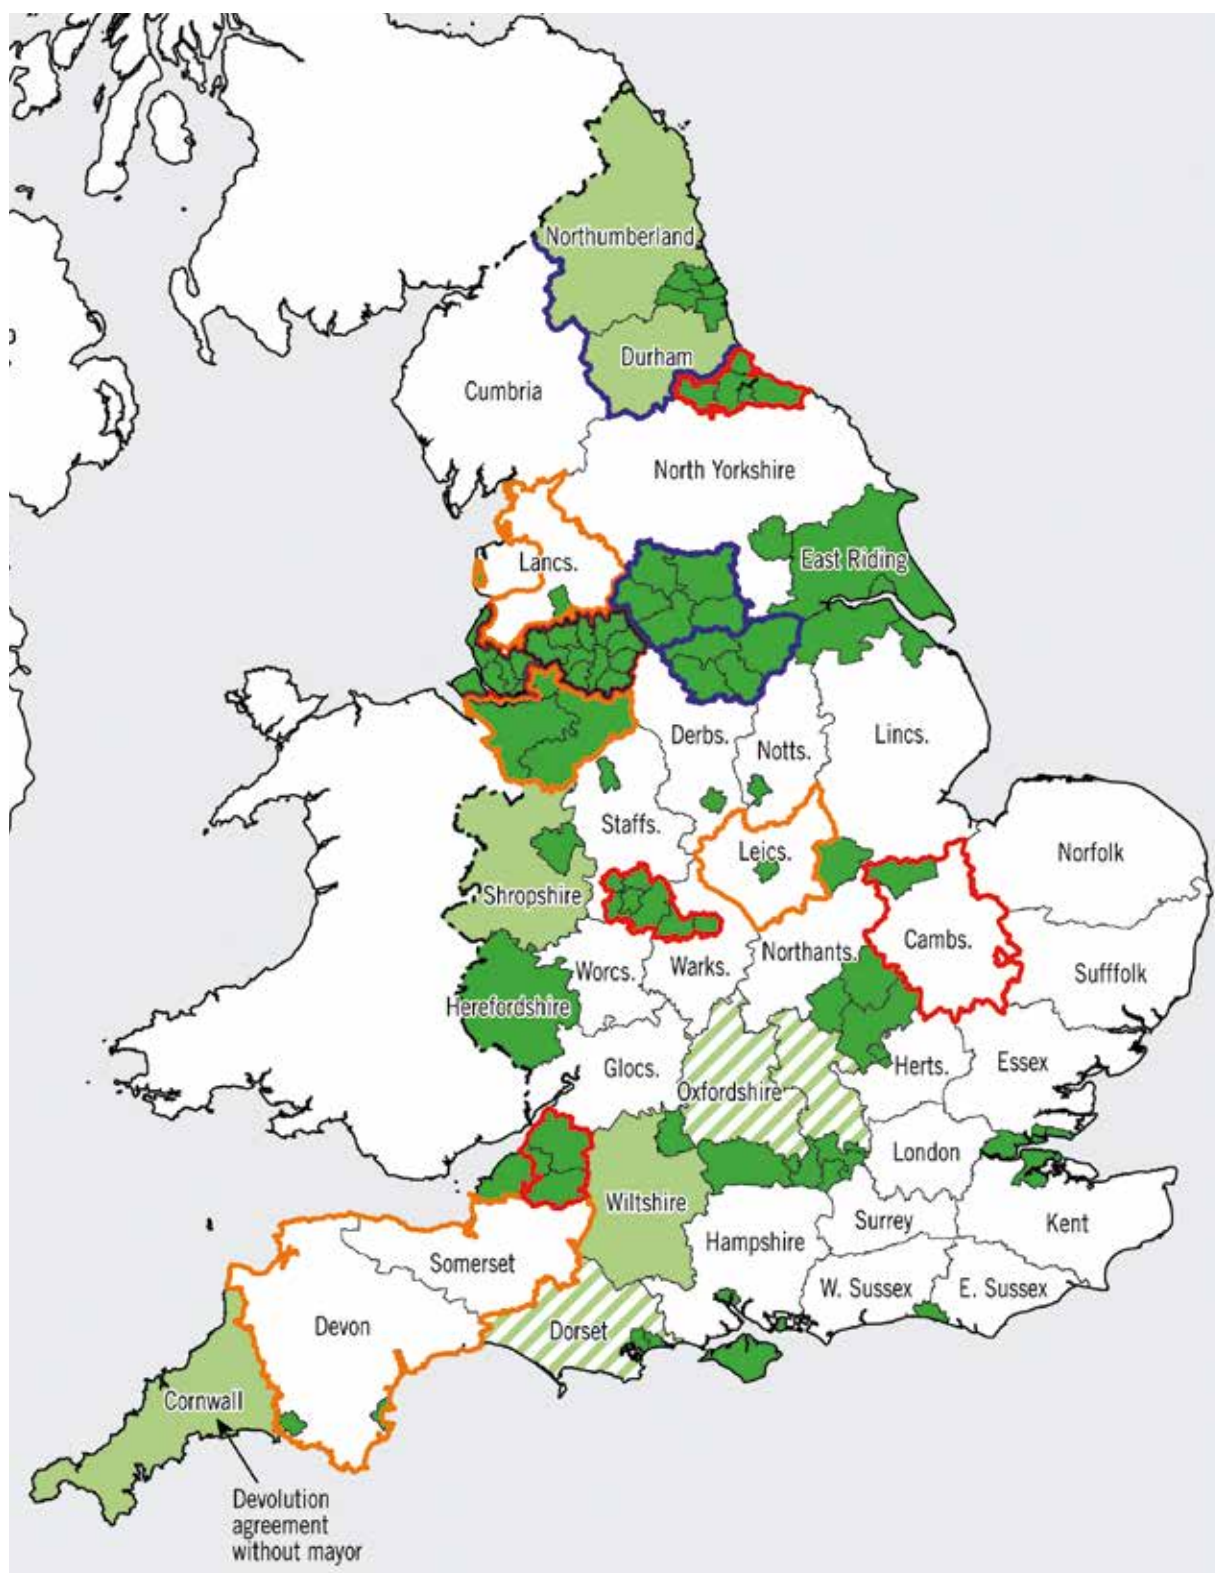 Northumberland
Durham
Cumbria
North Yorkshire
Lancs.
East Riding
Derbs.
Notts.
Lincs.
Staffs.
Leics.
Norfolk
Shropshire
Cambs.
Northants.
Worcs.
Warks.
Sufffolk
Herefordshire
Glocs.
Oxfordshire
Herts.
Essex
London
Wiltshire
Surrey
Kent
Hampshire
Somerset
W. Sussex
E. Sussex
Devon
Dorset
Cornwall
Devolution
agreement
without mayor